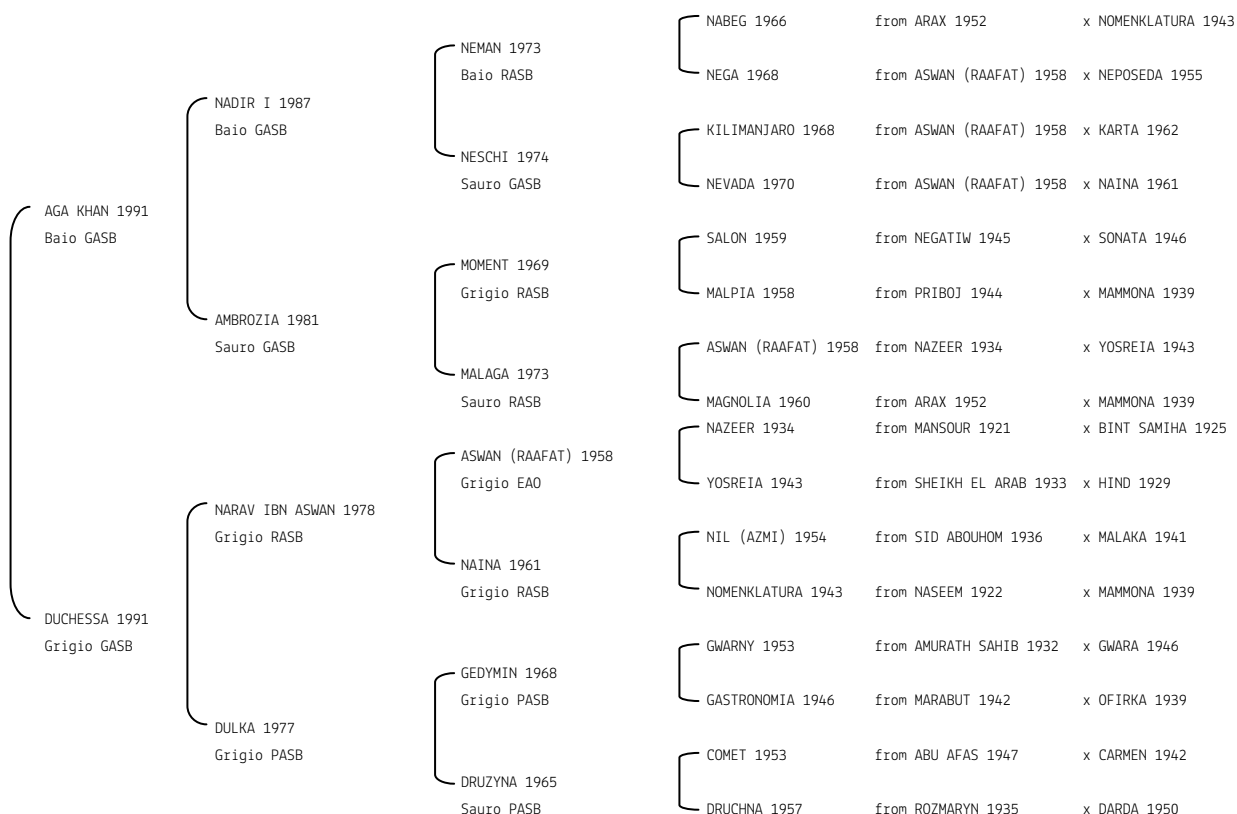 NABEG 1966 from ARAX 1952 x NOMENKLATURA 1943
NEMAN 1973
Baio RASB
NEGA 1968 from ASWAN (RAAFAT) 1958 x NEPOSEDA 1955
NADIR I 1987
Baio GASB
KILIMANJARO 1968 from ASWAN (RAAFAT) 1958 x KARTA 1962
NESCHI 1974
Sauro GASB
NEVADA 1970 from ASWAN (RAAFAT) 1958 x NAINA 1961
AGA KHAN 1991
Baio GASB
SALON 1959 from NEGATIW 1945 x SONATA 1946
MOMENT 1969
Grigio RASB
MALPIA 1958 from PRIBOJ 1944 x MAMMONA 1939
AMBROZIA 1981
Sauro GASB
ASWAN (RAAFAT) 1958 from NAZEER 1934 x YOSREIA 1943
MALAGA 1973
Sauro RASB
MAGNOLIA 1960 from ARAX 1952 x MAMMONA 1939
NAZEER 1934 from MANSOUR 1921 x BINT SAMIHA 1925
ASWAN (RAAFAT) 1958
Grigio EAO
YOSREIA 1943 from SHEIKH EL ARAB 1933 x HIND 1929
NARAV IBN ASWAN 1978
Grigio RASB
NIL (AZMI) 1954 from SID ABOUHOM 1936 x MALAKA 1941
NAINA 1961
Grigio RASB
NOMENKLATURA 1943 from NASEEM 1922 x MAMMONA 1939
DUCHESSA 1991
Grigio GASB
GWARNY 1953 from AMURATH SAHIB 1932 x GWARA 1946
GEDYMIN 1968
Grigio PASB
GASTRONOMIA 1946 from MARABUT 1942 x OFIRKA 1939
DULKA 1977
Grigio PASB
COMET 1953 from ABU AFAS 1947 x CARMEN 1942
DRUZYNA 1965
Sauro PASB
DRUCHNA 1957 from ROZMARYN 1935 x DARDA 1950